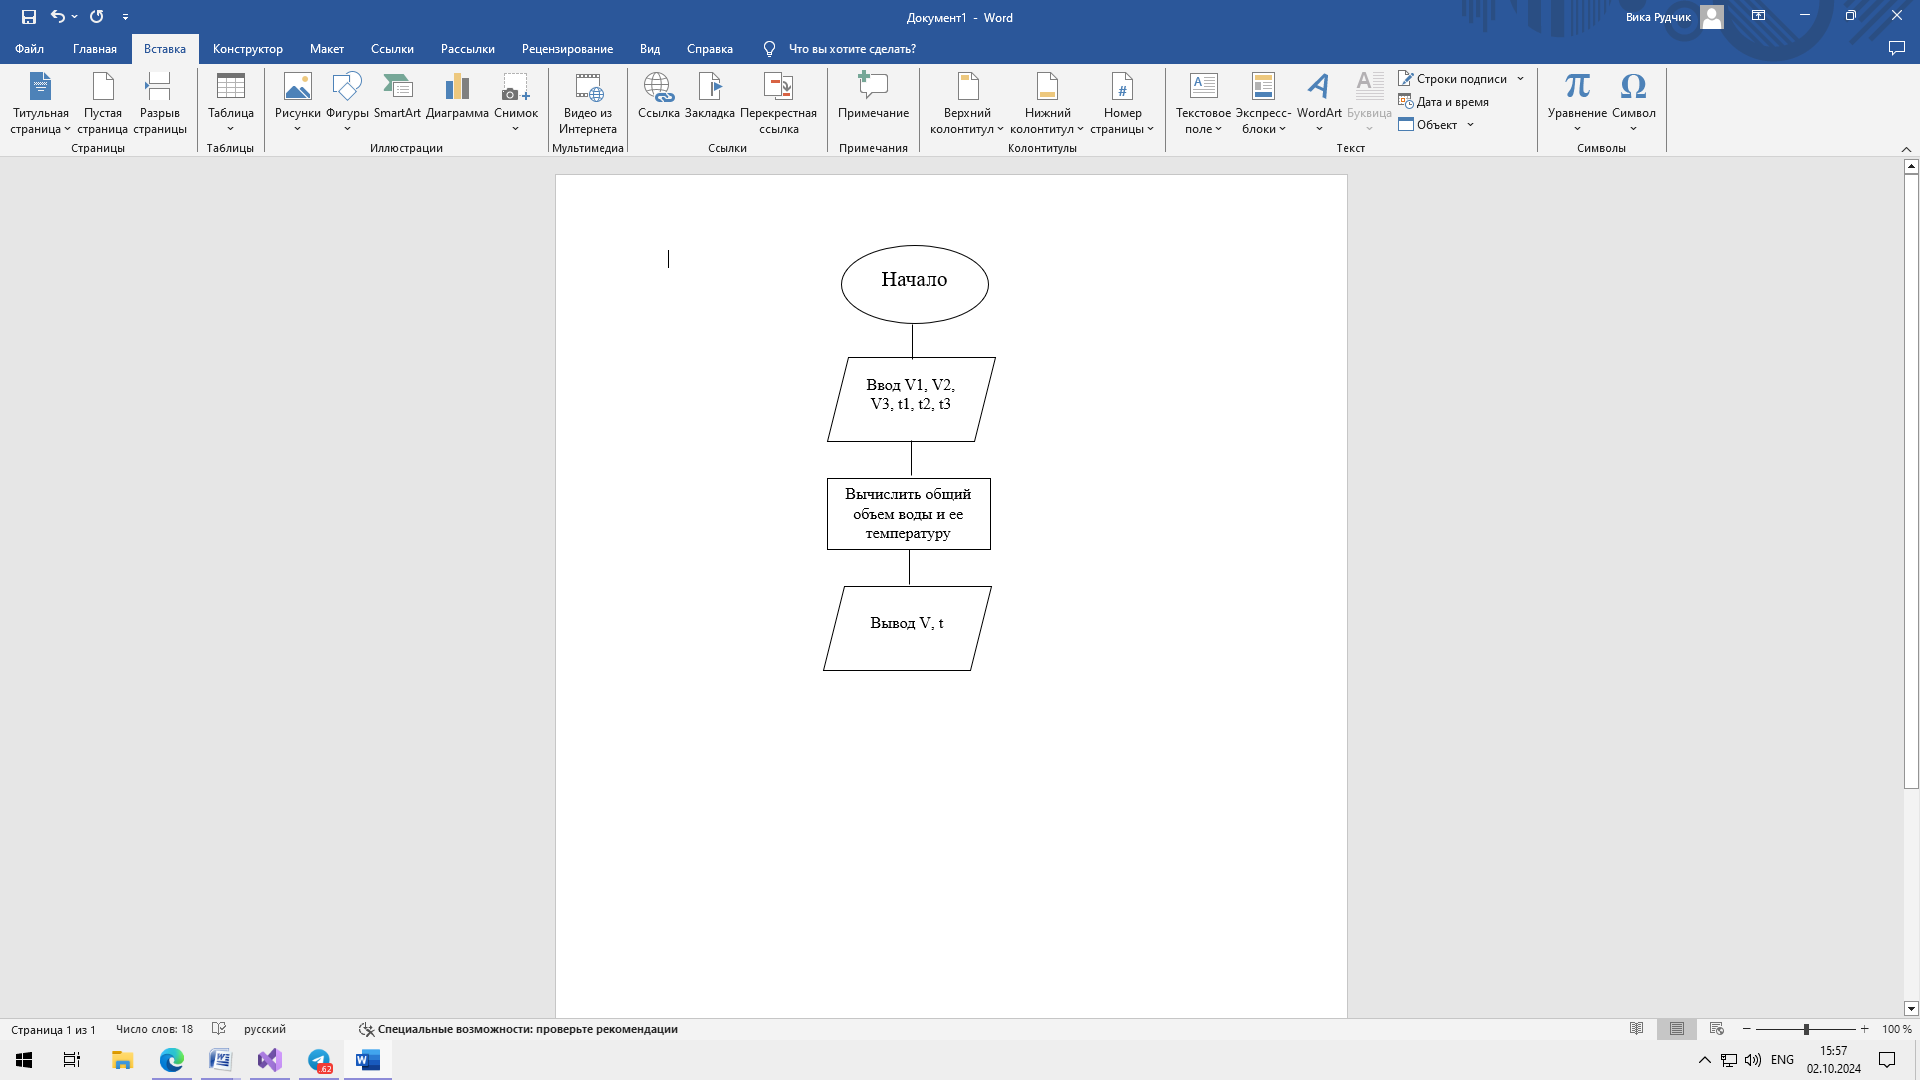 Документ1 - Word
Вика Рудчик
Файл Главная Вставка Конструктор Макет Ссылки Рассылки Рецензирование Вид Справка Что вы хотите сделать?
Титульная страница
Пустая страница
Разрыв страницы
Страницы
Таблица
Таблицы
Рисунки
Фигуры
SmartArt
Диаграмма
Снимок
Иллюстрации
Видео из Интернета
Мультимедиа
Ссылка
Закладка
Перекрестная ссылка
Ссылки
Примечание
Примечания
Верхний колонтитул
Нижний колонтитул
Номер страницы
Колонтитулы
Текстовое поле
Экспресс-блоки
WordArt
Буквица
Строки подписи
Дата и время
Объект
Текст
Уравнение
Символ
Символы
Начало
Ввод V1, V2,
V3, t1, t2, t3
Вычислить общий
объем воды и ее
температуру
Вывод V, t
Страница 1 из 1 Число слов: 18 русский Специальные возможности: проверьте рекомендации 100 %
62
ENG
15:57
02.10.2024